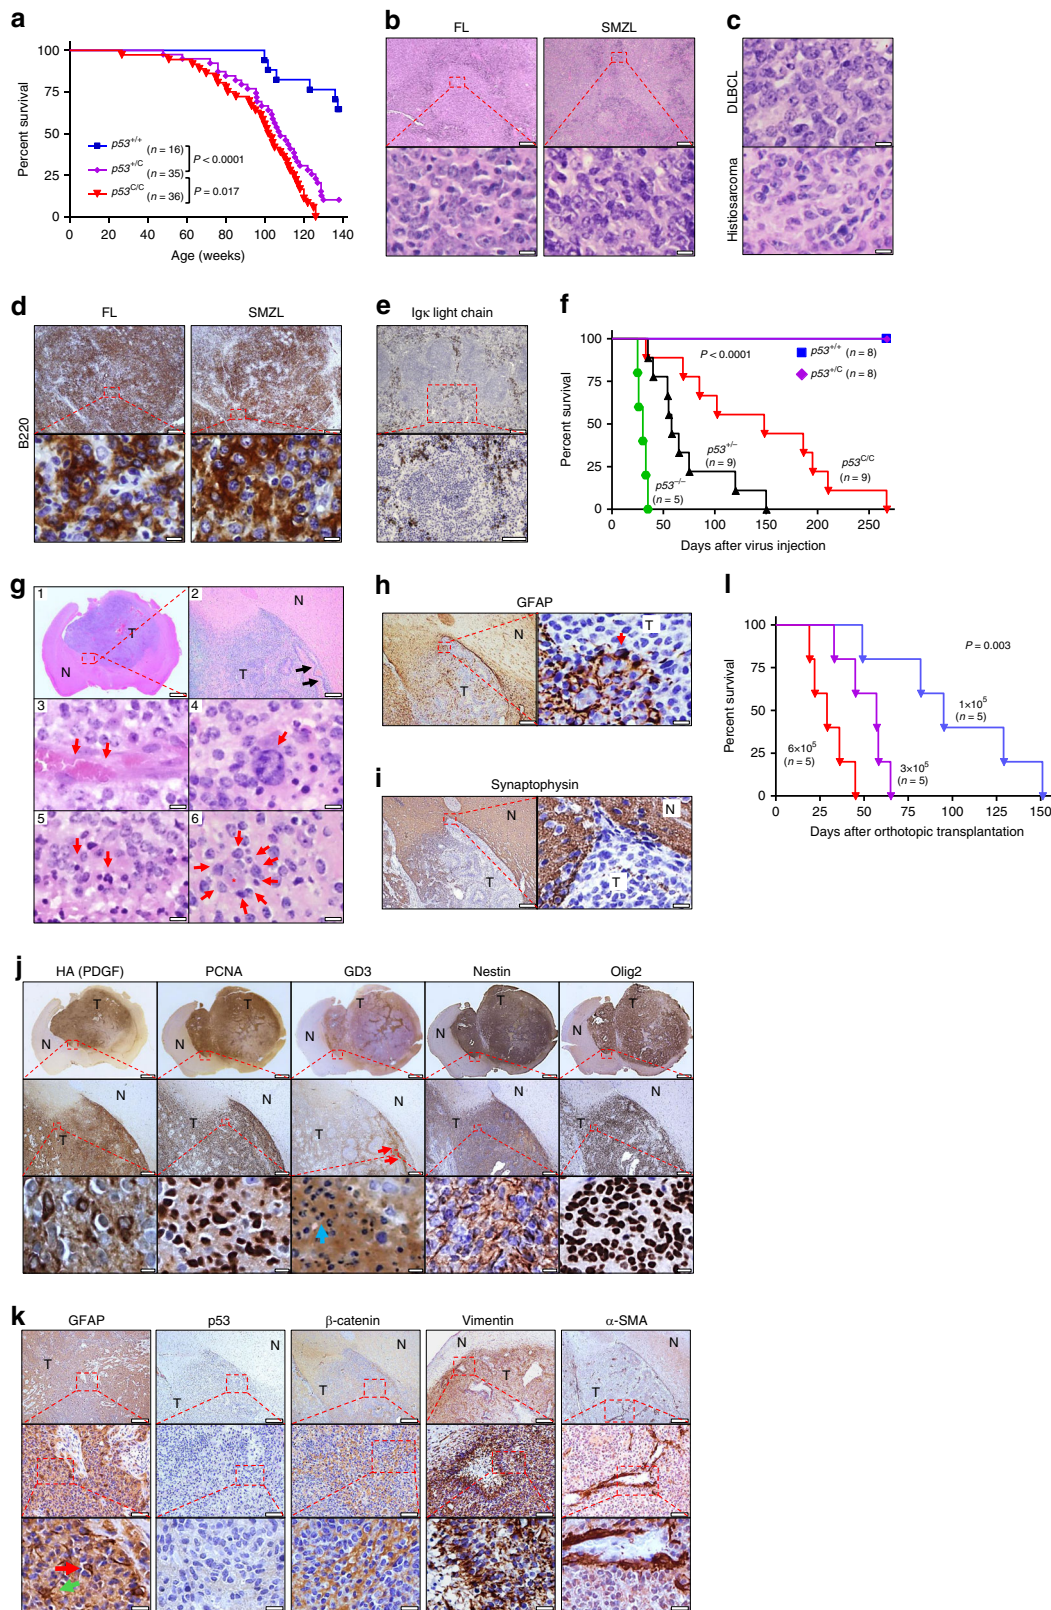 a
Percent survival
100
75
50
25
0
p53+/+ (n = 16)
p53+/C (n = 35)
p53C/C (n = 36)
P < 0.0001
P = 0.017
0 20 40 60 80 100 120 140
Age (weeks)
b
FL SMZL
c
DLBCL
Histiosarcoma
d
FL SMZL
B220
e
Igκ light chain
f
Percent survival
100
75
50
25
0
P < 0.0001
p53+/+ (n = 8)
p53+/C (n = 8)
p53+/–
(n = 9)
p53C/C
(n = 9)
p53–/–
(n = 5)
0 50 100 150 200 250
Days after virus injection
g
1 N T
2 N T
3 4
5 6
h
GFAP
N T
T
i
Synaptophysin
N T
N T
l
Percent survival
100
75
50
25
0
P = 0.003
1×10⁵
(n = 5)
6×10⁵
(n = 5)
3×10⁵
(n = 5)
0 25 50 75 100 125 150
Days after orthotopic transplantation
j
HA (PDGF) PCNA GD3 Nestin Olig2
T T T T T
N N N N N
N N N N N
T T T T T
k
GFAP p53 β-catenin Vimentin α-SMA
T N N N N
T T T T